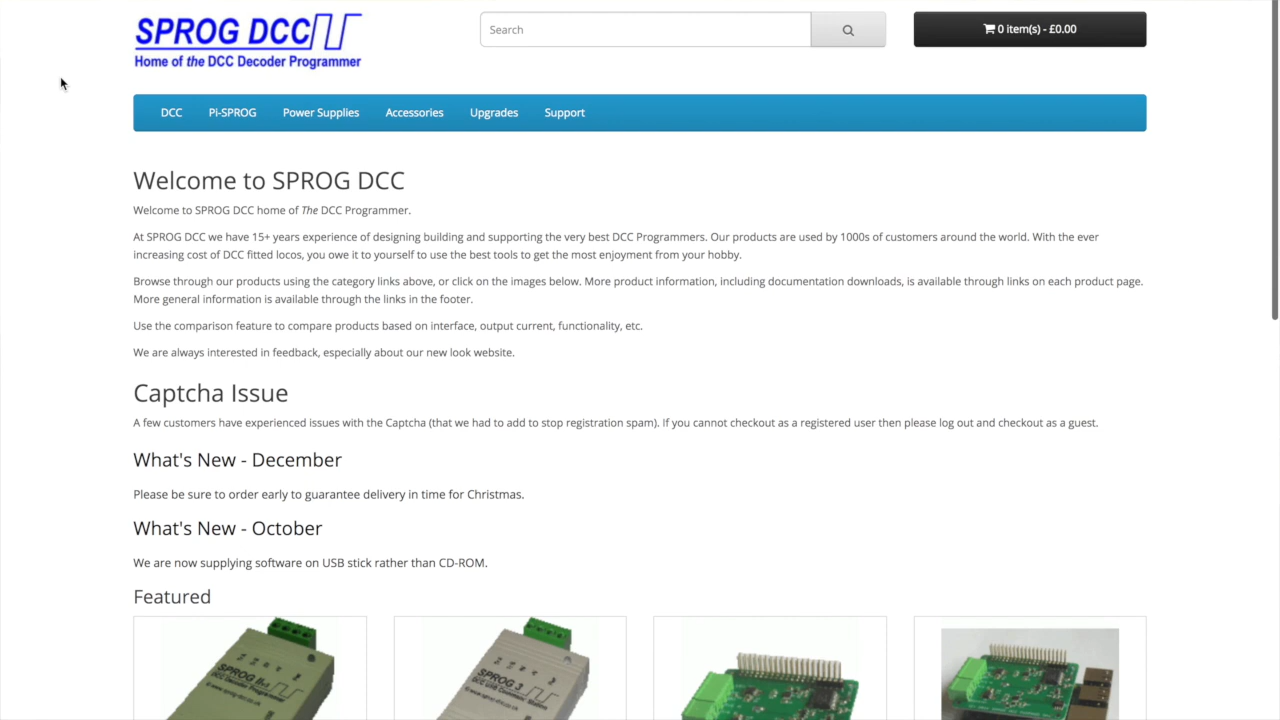 SPROG DCC
Home of the DCC Decoder Programmer
Search
0 item(s) - £0.00
DCC Pi-SPROG Power Supplies Accessories Upgrades Support
Welcome to SPROG DCC
Welcome to SPROG DCC home of The DCC Programmer.
At SPROG DCC we have 15+ years experience of designing building and supporting the very best DCC Programmers. Our products are used by 1000s of customers around the world. With the ever
increasing cost of DCC fitted locos, you owe it to yourself to use the best tools to get the most enjoyment from your hobby.
Browse through our products using the category links above, or click on the images below. More product information, including documentation downloads, is available through links on each product page.
More general information is available through the links in the footer.
Use the comparison feature to compare products based on interface, output current, functionality, etc.
We are always interested in feedback, especially about our new look website.
Captcha Issue
A few customers have experienced issues with the Captcha (that we had to add to stop registration spam). If you cannot checkout as a registered user then please log out and checkout as a guest.
What's New - December
Please be sure to order early to guarantee delivery in time for Christmas.
What's New - October
We are now supplying software on USB stick rather than CD-ROM.
Featured
SPROG
DCC Decoder Programmer
SPROG 3
DCC USB Command Station